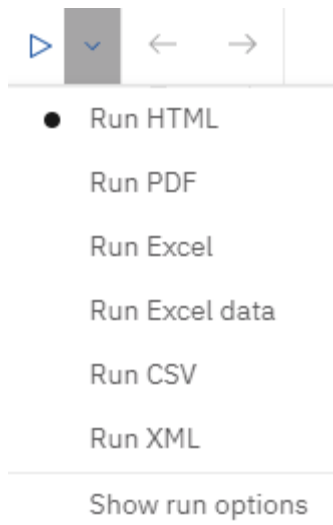 Run HTML
Run PDF
Run Excel
Run Excel data
Run CSV
Run XML
Show run options